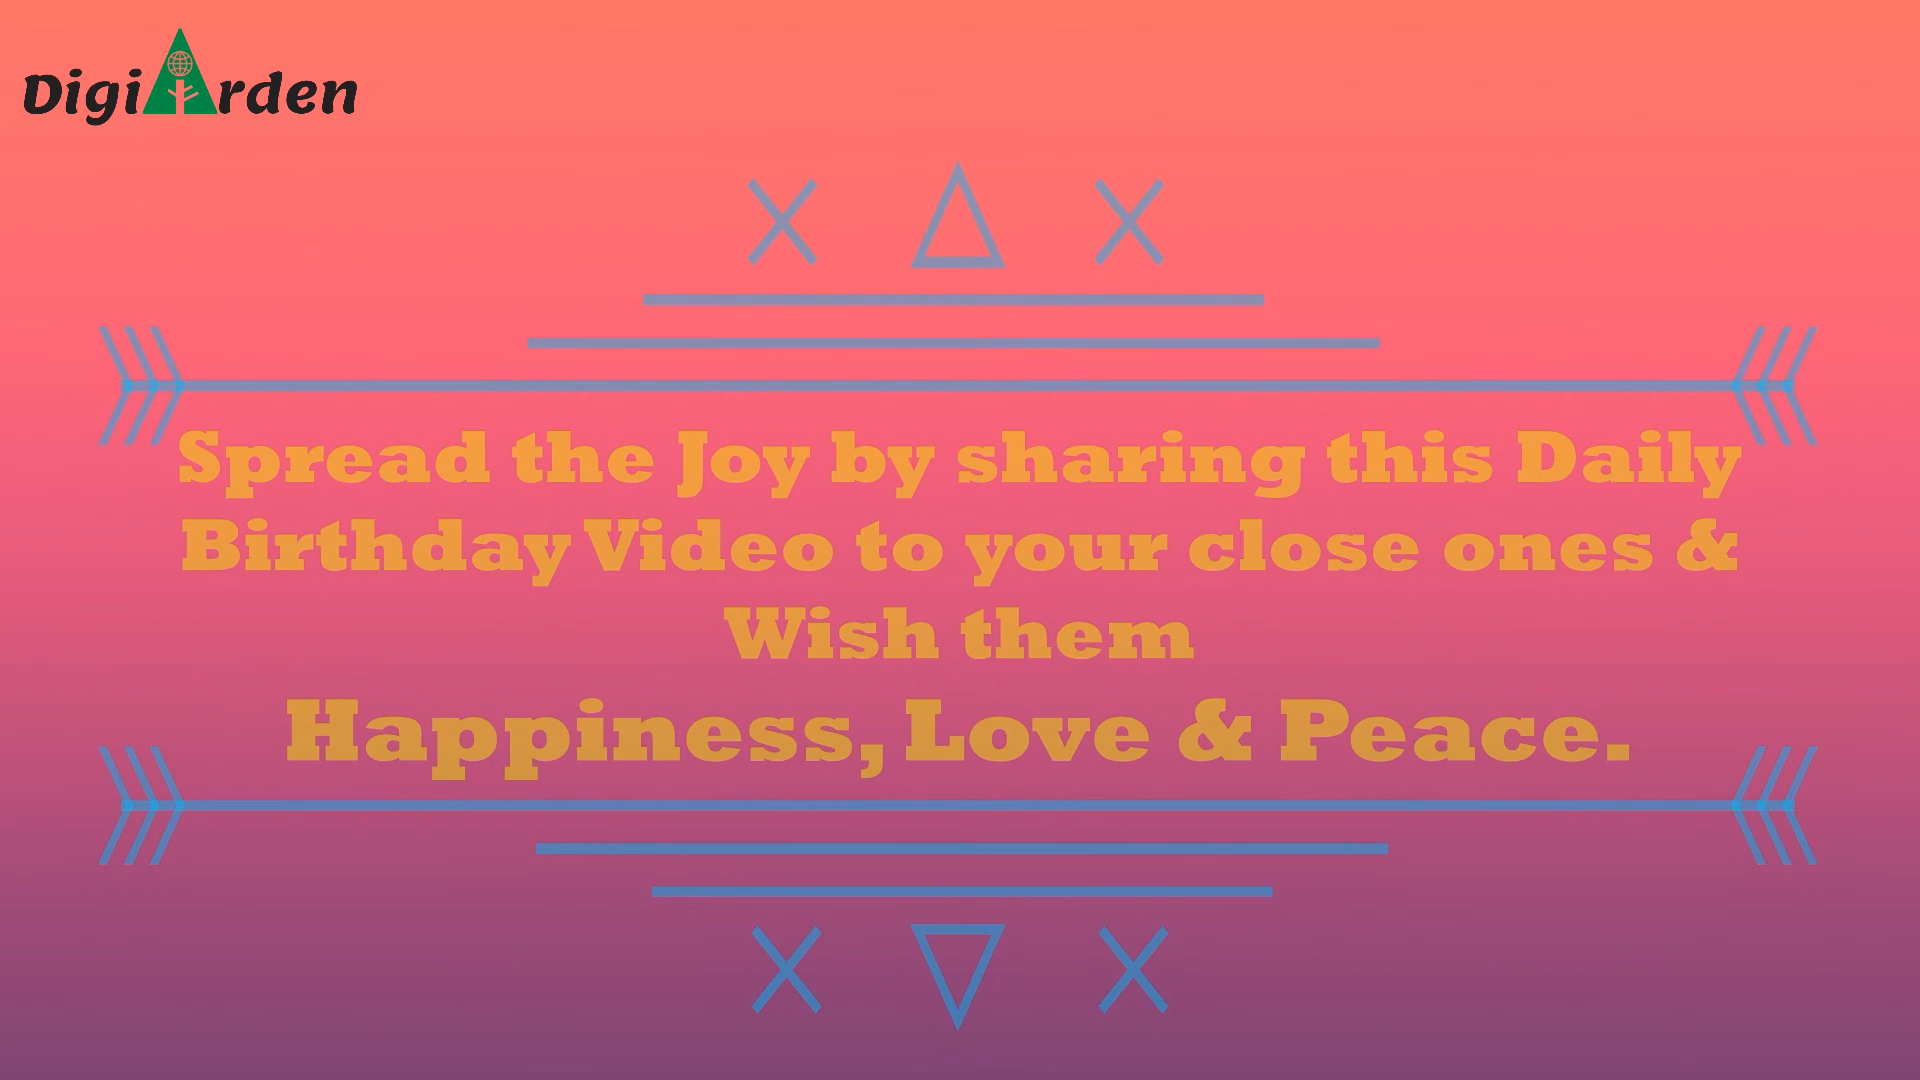 DigiArden
Spread the Joy by sharing this Daily
Birthday Video to your close ones &
Wish them
Happiness, Love & Peace.